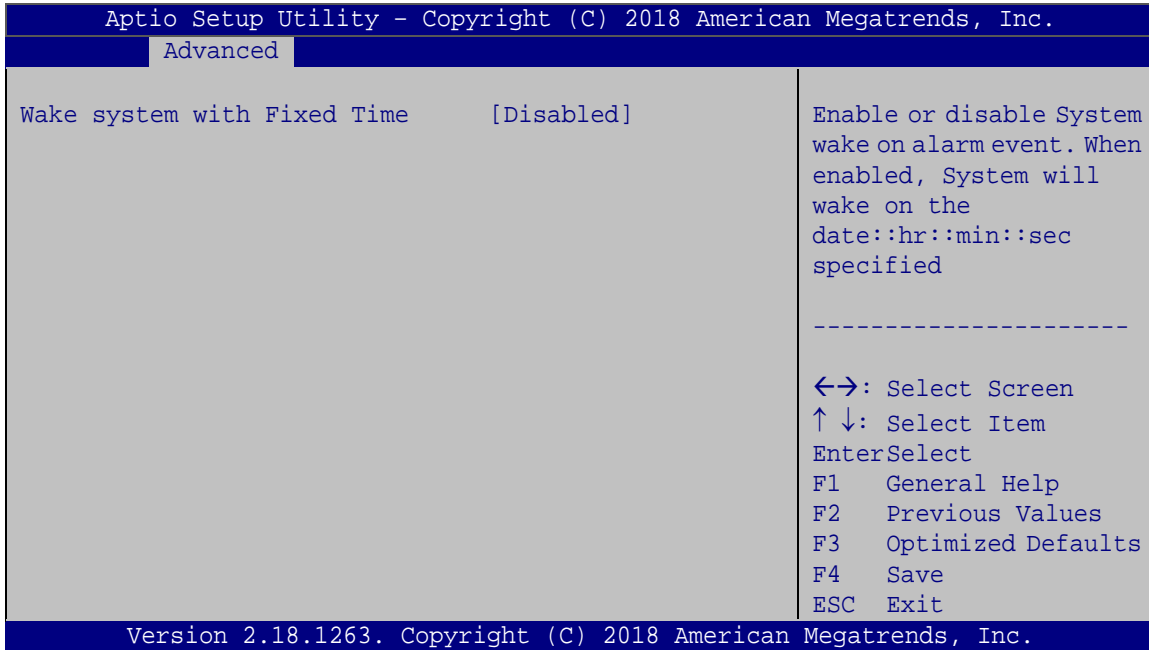 Aptio Setup Utility – Copyright (C) 2018 American Megatrends, Inc.
Advanced
Wake system with Fixed Time [Disabled]
Enable or disable System
wake on alarm event. When
enabled, System will
wake on the
date::hr::min::sec
specified
----------------------
←→: Select Screen
↑ ↓: Select Item
EnterSelect
F1 General Help
F2 Previous Values
F3 Optimized Defaults
F4 Save
ESC Exit
Version 2.18.1263. Copyright (C) 2018 American Megatrends, Inc.